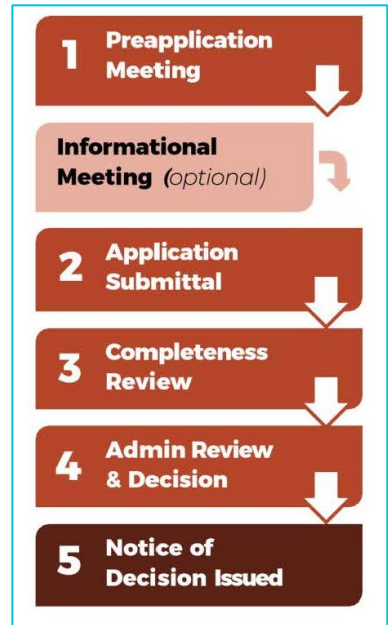 1 Preapplication
Meeting
Informational
Meeting (optional)
2 Application
Submittal
3 Completeness
Review
4 Admin Review
& Decision
5 Notice of
Decision Issued